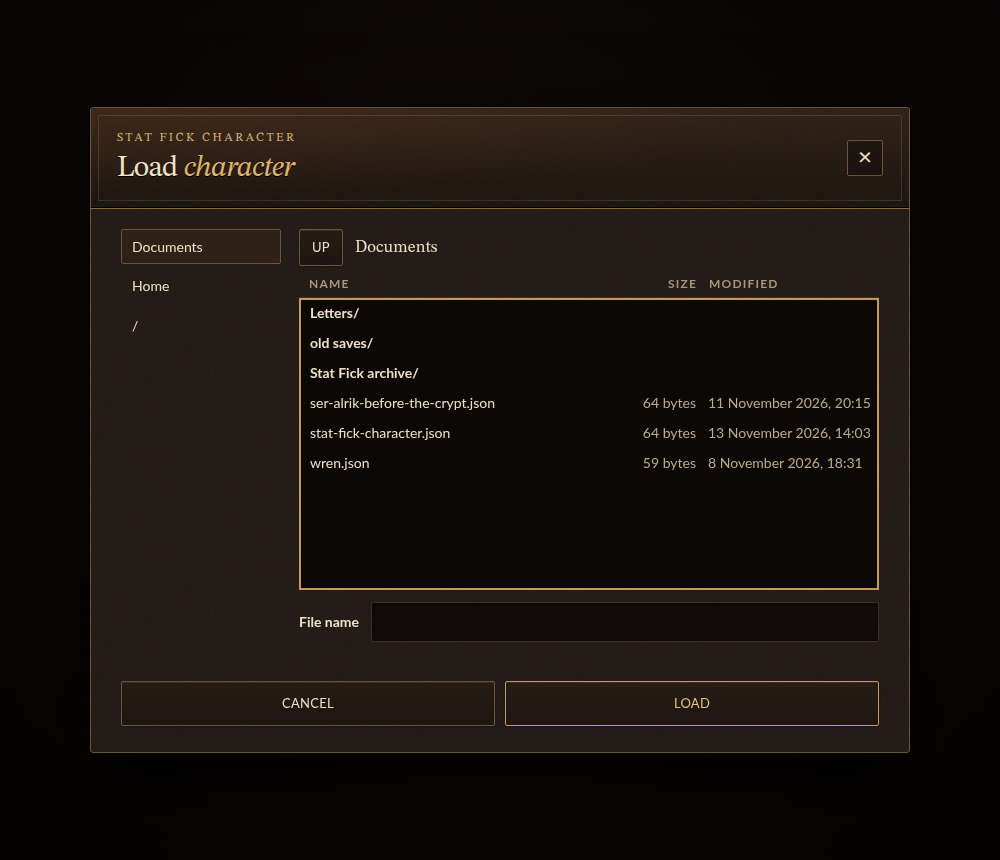 STAT FICK CHARACTER
Load character
✕
Documents
Home
/
UP Documents
NAME SIZE MODIFIED
Letters/
old saves/
Stat Fick archive/
ser-alrik-before-the-crypt.json 64 bytes 11 November 2026, 20:15
stat-fick-character.json 64 bytes 13 November 2026, 14:03
wren.json 59 bytes 8 November 2026, 18:31
File name
CANCEL LOAD